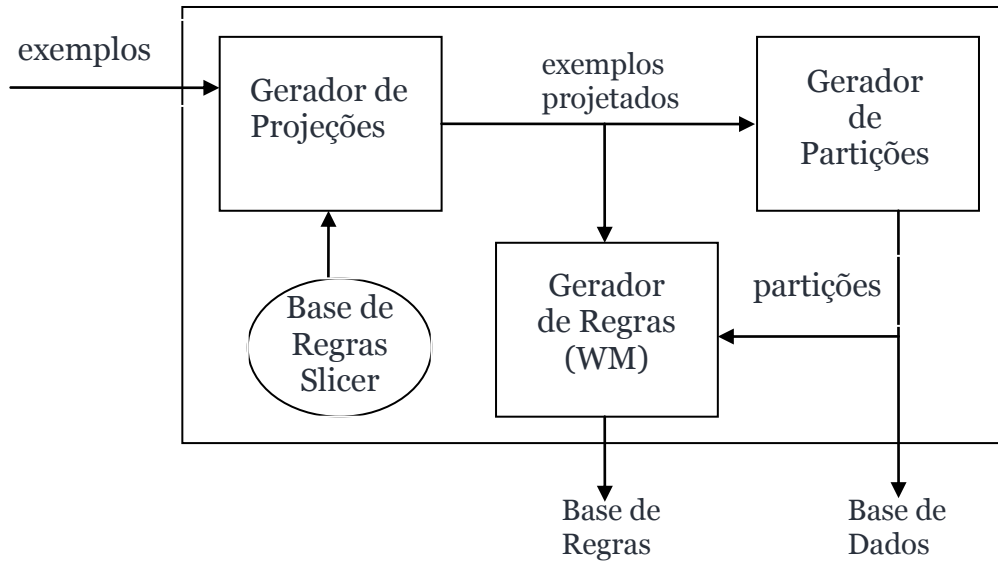 exemplos
Gerador de
Projeções
exemplos
projetados
Gerador
de
Partições
Base de
Regras
Slicer
Gerador
de Regras
(WM)
partições
Base de
Regras
Base de
Dados